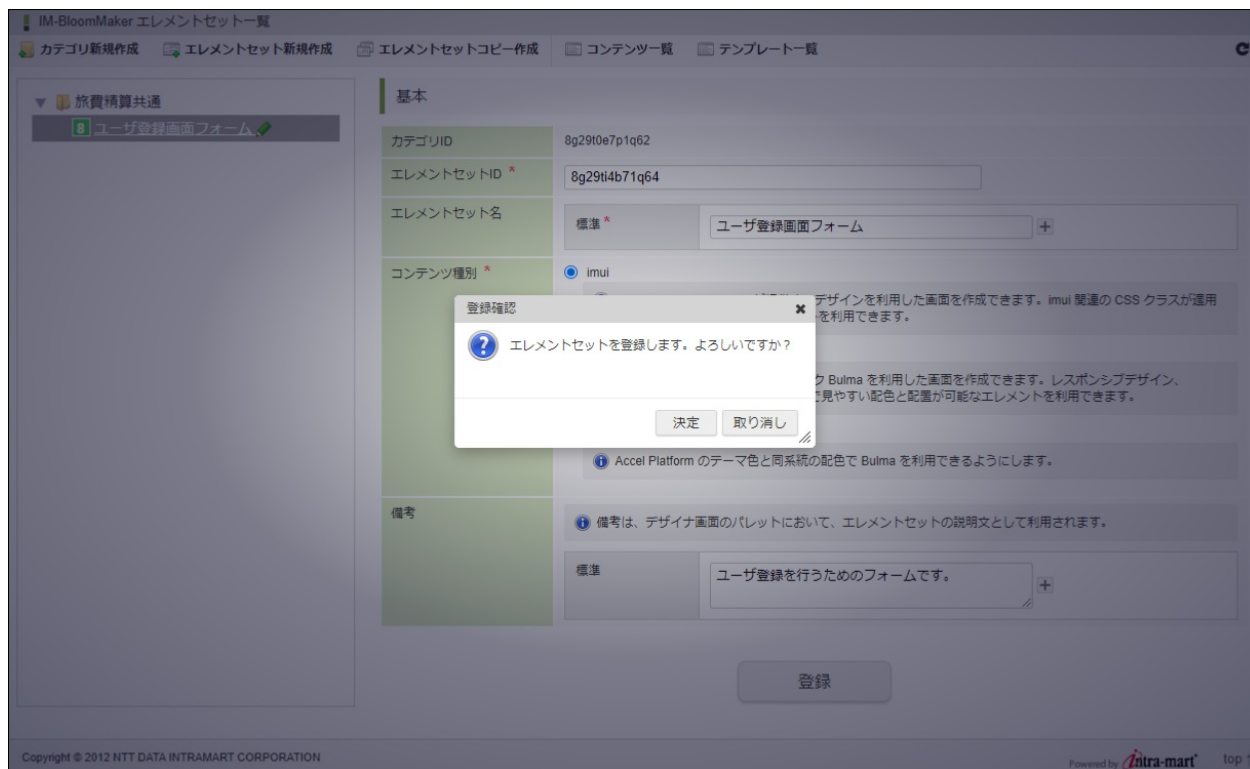 IM-BloomMaker エレメントセット一覧
カテゴリ新規作成 エレメントセット新規作成 エレメントセットコピー作成 コンテンツ一覧 テンプレート一覧
旅費精算共通
8 ユーザ登録画面フォーム
基本
カテゴリID 8g29t0e7p1q62
エレメントセットID * 8g29ti4b71q64
エレメントセット名 標準 * ユーザ登録画面フォーム
コンテンツ種別 * imui
デザインを利用した画面を作成できます。imui 関連の CSS クラスが適用
を利用できます。
登録確認
エレメントセットを登録します。よろしいですか？
決定 取り消し
Bulma を利用した画面を作成できます。レスポンシブデザイン、
見やすい配色と配置が可能なエレメントを利用できます。
Accel Platform のテーマ色と同系統の配色で Bulma を利用できるようにします。
備考
備考は、デザイナ画面のパレットにおいて、エレメントセットの説明文として利用されます。
標準 ユーザ登録を行うためのフォームです。
登録
Copyright © 2012 NTT DATA INTRAMART CORPORATION Powered by intra-mart top